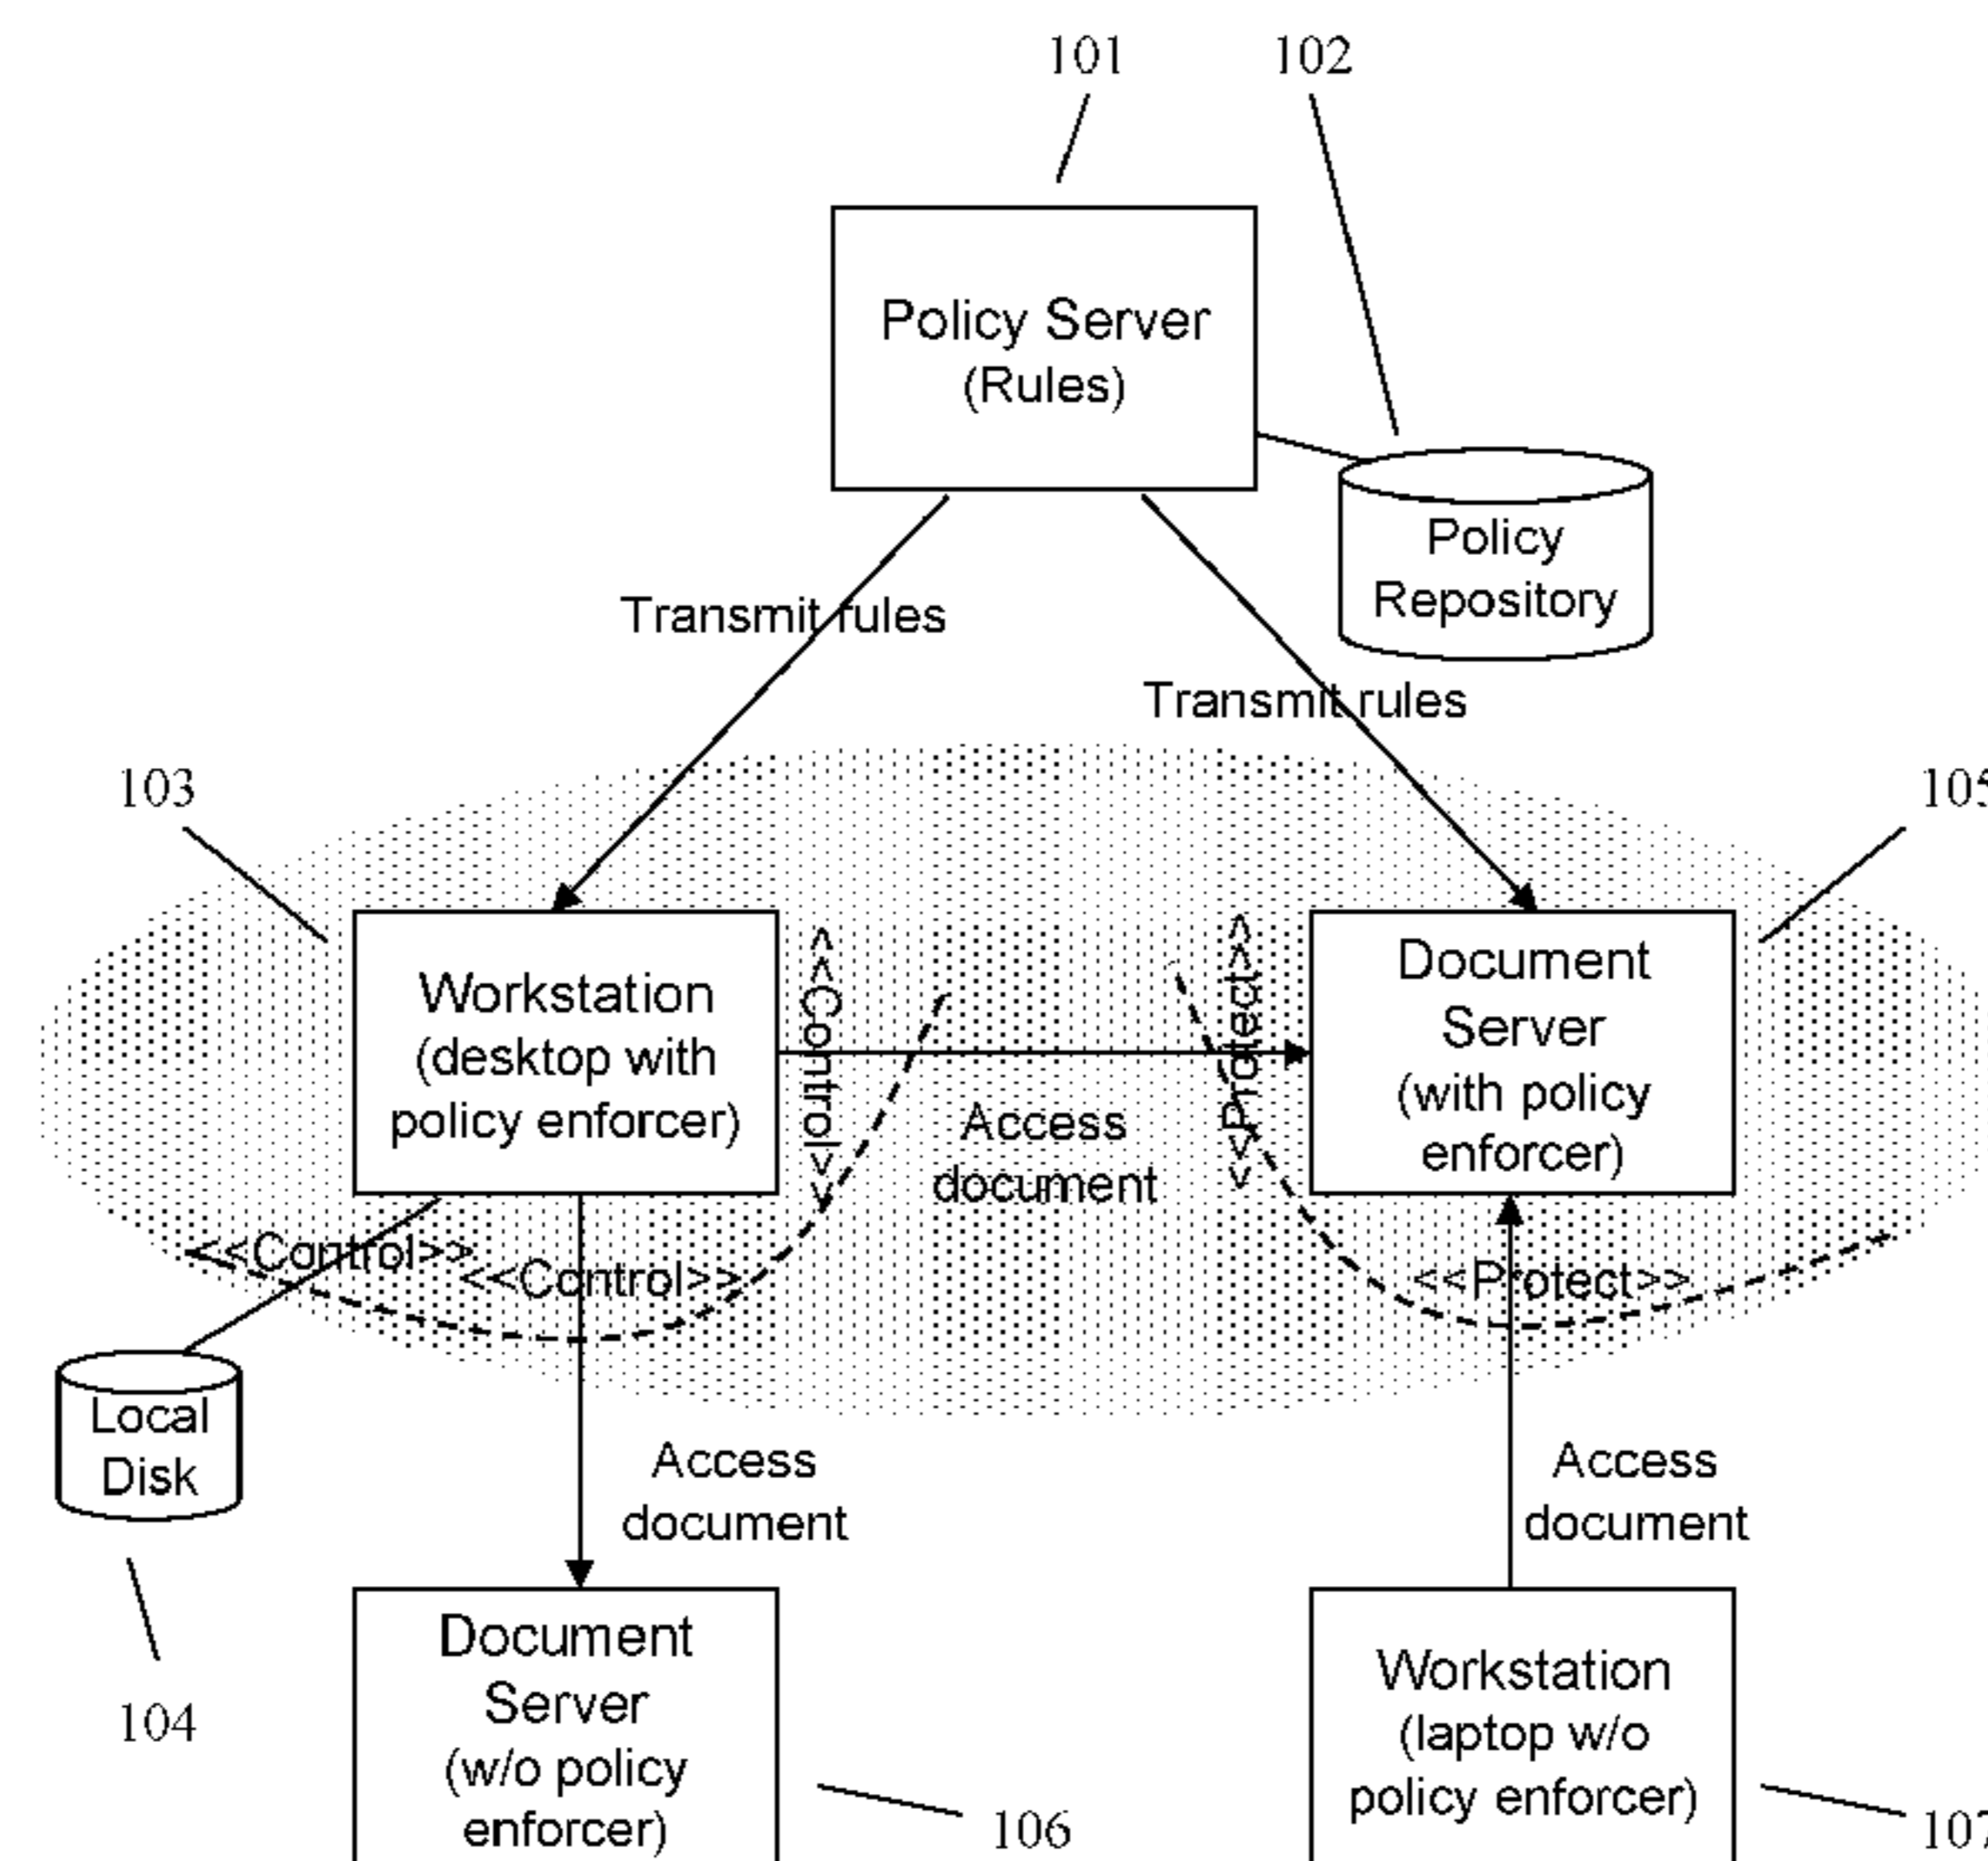 101
102
Policy Server
(Rules)
Policy
Repository
Transmit rules
Transmit rules
103
105
Workstation
(desktop with
policy enforcer)
<<Control>>
<<Protect>>
Document
Server
(with policy
enforcer)
Access
document
<<Control>>
<<Control>>
<<Protect>>
Local
Disk
Access
document
Access
document
104
Document
Server
(w/o policy
enforcer)
Workstation
(laptop w/o
policy enforcer)
106
107